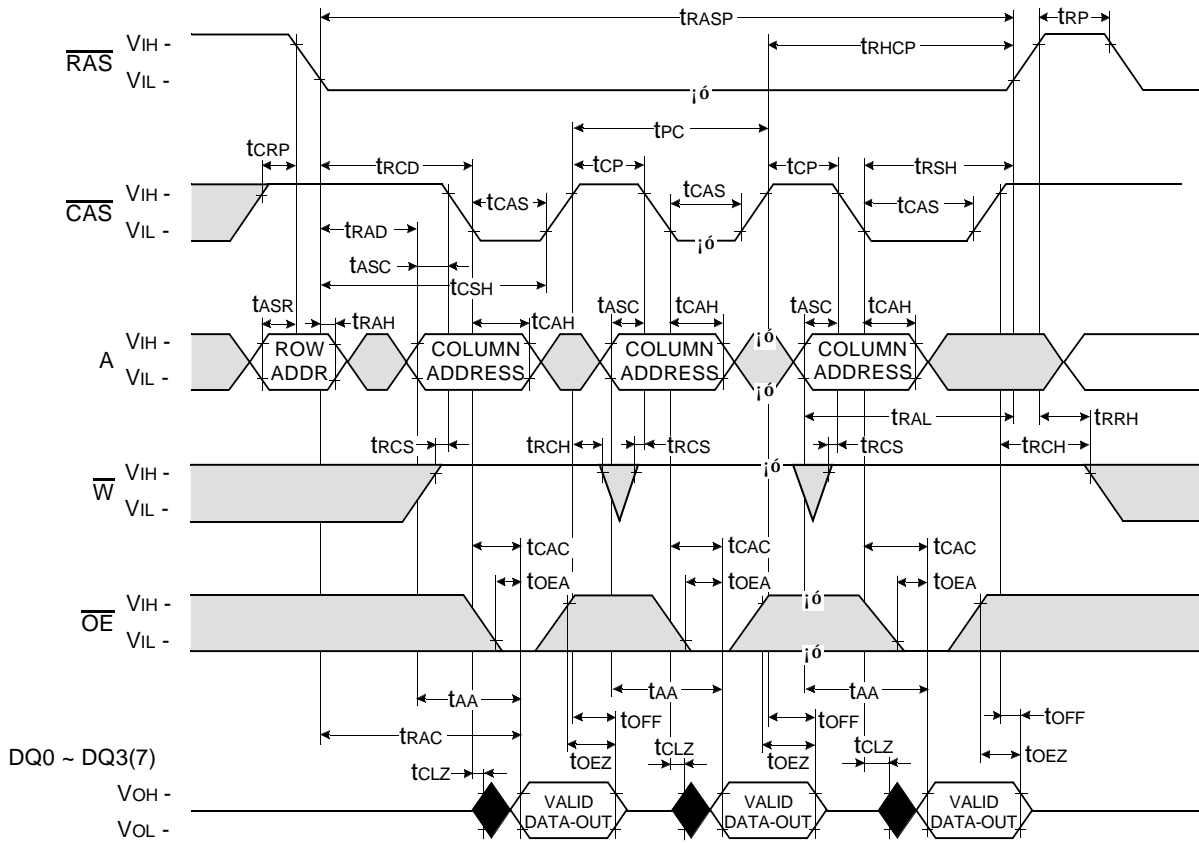 tRASP
tRP
tRHCP
RAS
VIH -
VIL -
¡ó
tPC
tCRP
tRCD
tCP
tCP
tRSH
CAS
VIH -
VIL -
tCAS
tCAS
tCAS
¡ó
tRAD
tASC
tCSH
tASR
tRAH
tCAH
tASC
tCAH
tASC
tCAH
A
VIH -
VIL -
ROW
ADDR
COLUMN
ADDRESS
COLUMN
ADDRESS
¡ó
¡ó
COLUMN
ADDRESS
tRAL
tRRH
tRCS
tRCH
tRCS
tRCS
tRCH
W
VIH -
VIL -
¡ó
tCAC
tCAC
tCAC
tOEA
tOEA
tOEA
OE
VIH -
VIL -
¡ó
¡ó
tAA
tAA
tAA
tOFF
tOFF
tOFF
tRAC
tOEZ
tOEZ
tOEZ
DQ0 ~ DQ3(7)
tCLZ
tCLZ
tCLZ
VOH -
VOL -
VALID
DATA-OUT
VALID
DATA-OUT
VALID
DATA-OUT